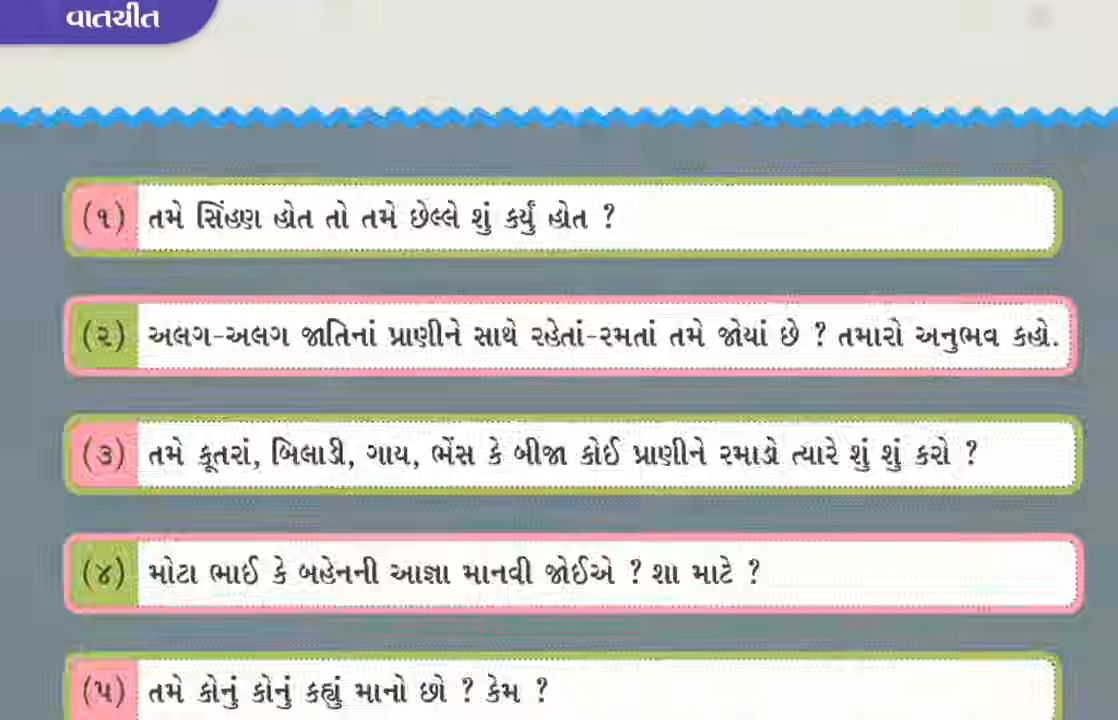 વાતચીત
(૧) તમે સિંહણ હોત તો તમે છેલ્લે શું કર્યું હોત ?
(૨) અલગ-અલગ જાતિનાં પ્રાણીને સાથે રહેતાં-રમતાં તમે જોયાં છે ? તમારો અનુભવ કહો.
(૩) તમે કૂતરાં, બિલાડી, ગાય, ભેંસ કે બીજા કોઈ પ્રાણીને રમાડો ત્યારે શું શું કરો ?
(૪) મોટા ભાઈ કે બહેનની આજ્ઞા માનવી જોઈએ ? શા માટે ?
(૫) તમે કોનું કોનું કહ્યું માનો છો ? કેમ ?